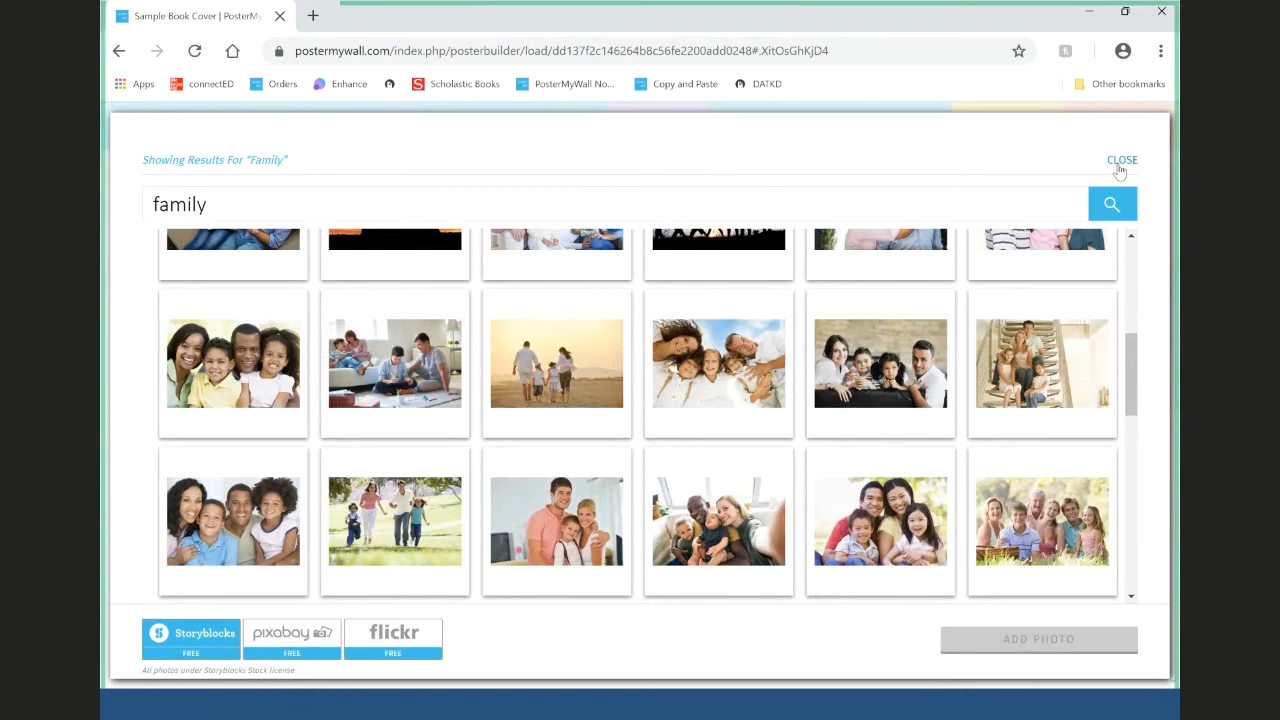 Sample Book Cover | PosterMy
postermywall.com/index.php/posterbuilder/load/dd137f2c146264b8c56fe2200add0248#.XitOsGhKjD4
Apps connectED Orders Enhance Scholastic Books PosterMyWall No... Copy and Paste DATKD Other bookmarks
Showing Results For “Family”
CLOSE
family
Storyblocks pixabay flickr
FREE FREE FREE
ADD PHOTO
All photos under Storyblocks Stock license